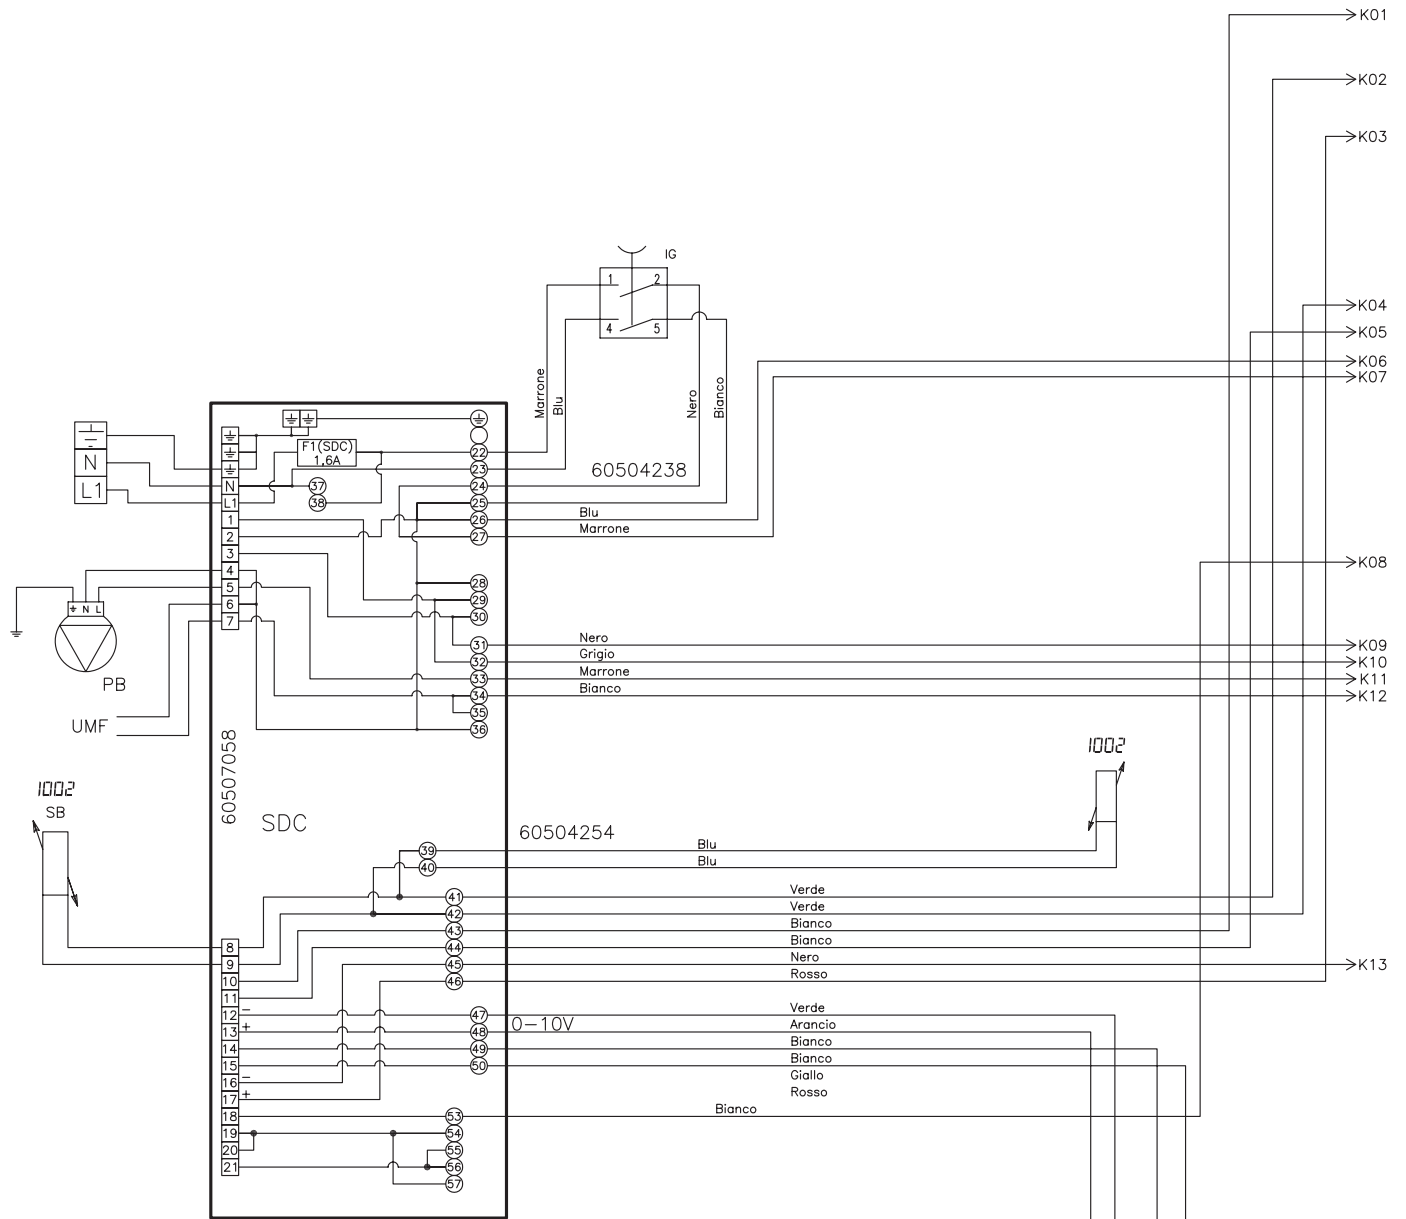 K01
K02
K03
IG
1 2
4 5
K04
K05
K06
K07
Marrone
Blu
Nero
Bianco
F1(SDC)
1,6A
N
L1
22
23
60504238
N
37
24
L1
38
25
1
26
Blu
2
27
Marrone
3
4
28
K08
5
29
N L
6
30
7
31
Nero
K09
32
Grigio
K10
33
Marrone
K11
PB
34
Bianco
K12
35
UMF
36
60507058
1002
1002
SB
SDC
60504254
39
Blu
40
Blu
41
Verde
42
Verde
43
Bianco
8
44
Bianco
9
45
Nero
K13
10
46
Rosso
11
12 −
47
Verde
13 +
48
0−10V
Arancio
14
49
Bianco
15
50
Bianco
16 −
Giallo
17 +
Rosso
18
53
Bianco
19
54
20
55
21
56
57